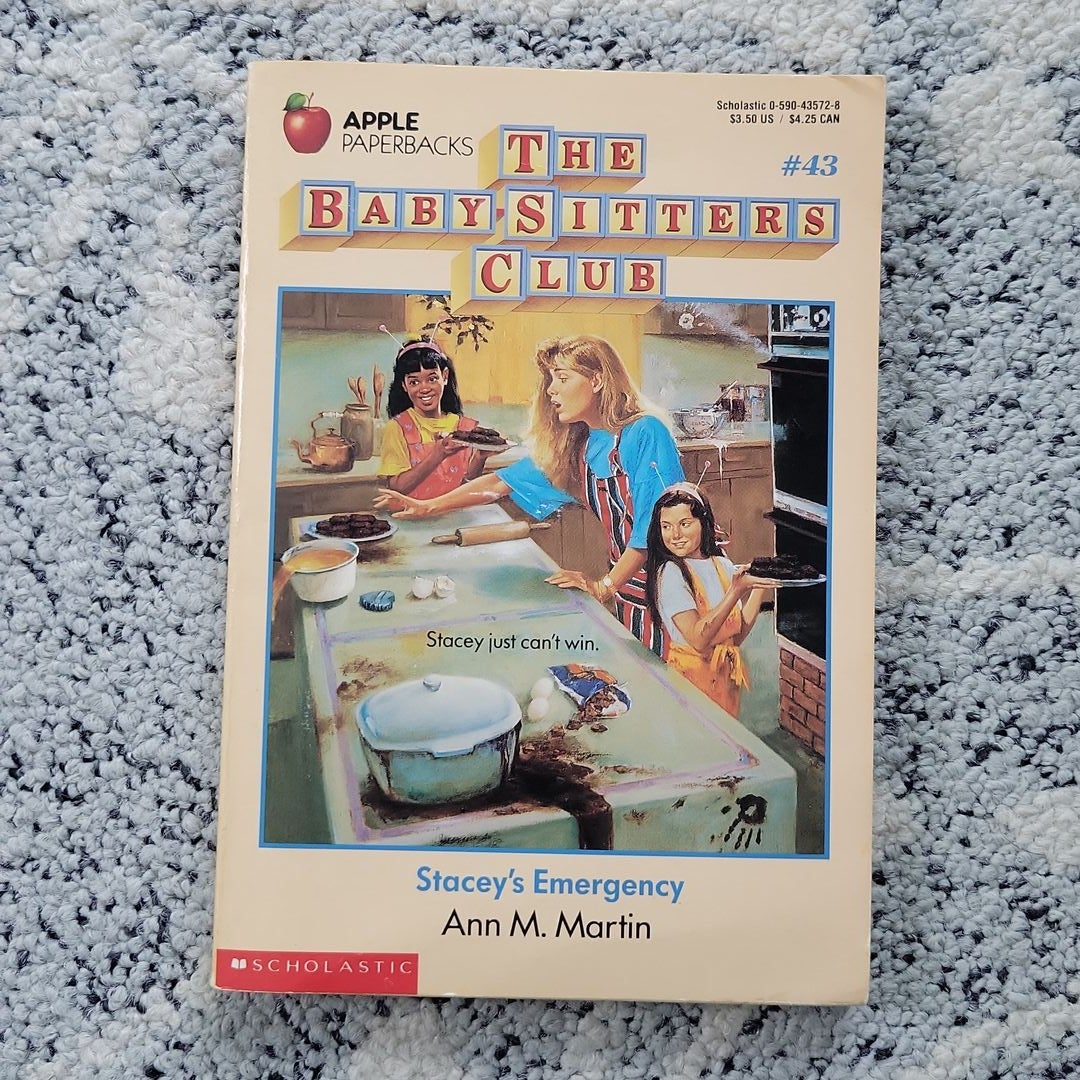 APPLE
PAPERBACKS
Scholastic 0-590-43572-8
$3.50 US / $4.25 CAN
#43
THE
BABY-SITTERS
CLUB
Stacey just can't win.
Stacey's Emergency
Ann M. Martin
SCHOLASTIC